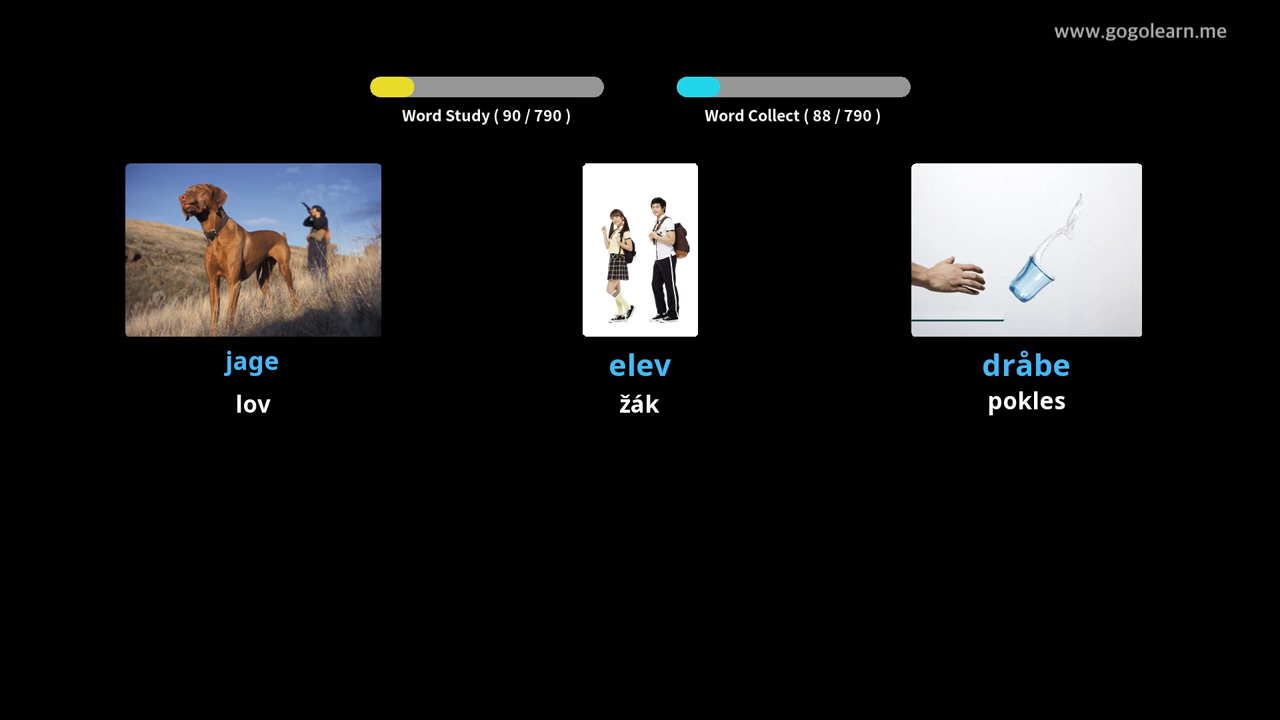 www.gogolearn.me
Word Study ( 90 / 790 )
Word Collect ( 88 / 790 )
jage
lov
elev
žák
dråbe
pokles